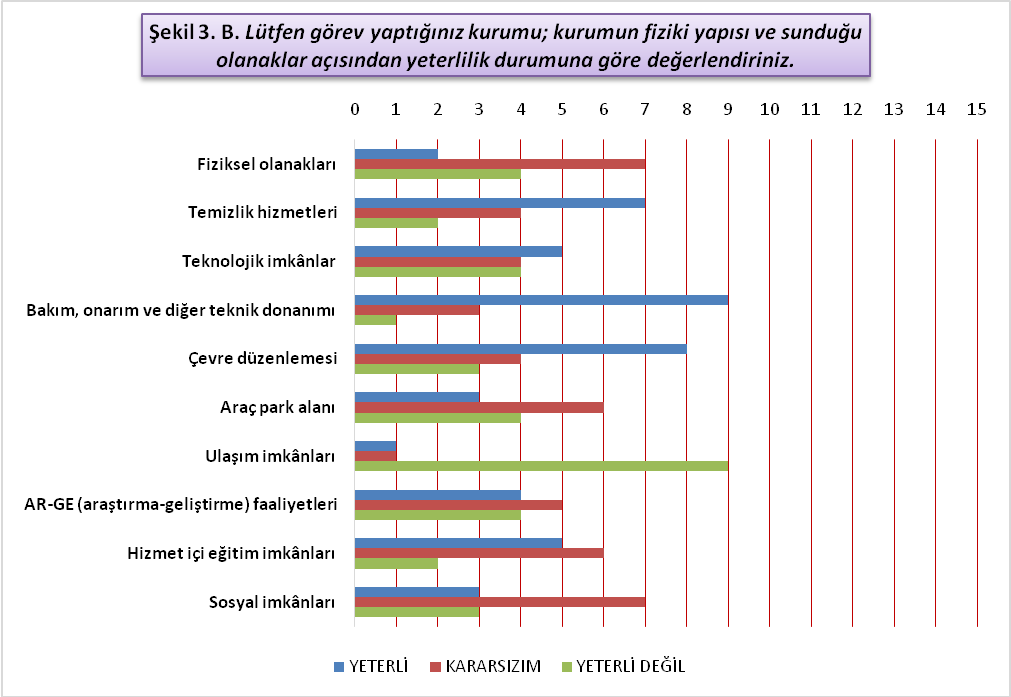 Şekil 3. B. Lütfen görev yaptığınız kurumu; kurumun fiziki yapısı ve sunduğu
olanaklar açısından yeterlilik durumuna göre değerlendiriniz.
0 1 2 3 4 5 6 7 8 9 10 11 12 13 14 15
Fiziksel olanakları
Temizlik hizmetleri
Teknolojik imkânlar
Bakım, onarım ve diğer teknik donanımı
Çevre düzenlemesi
Araç park alanı
Ulaşım imkânları
AR-GE (araştırma-geliştirme) faaliyetleri
Hizmet içi eğitim imkânları
Sosyal imkânları
YETERLİ KARARSIZIM YETERLİ DEĞİL